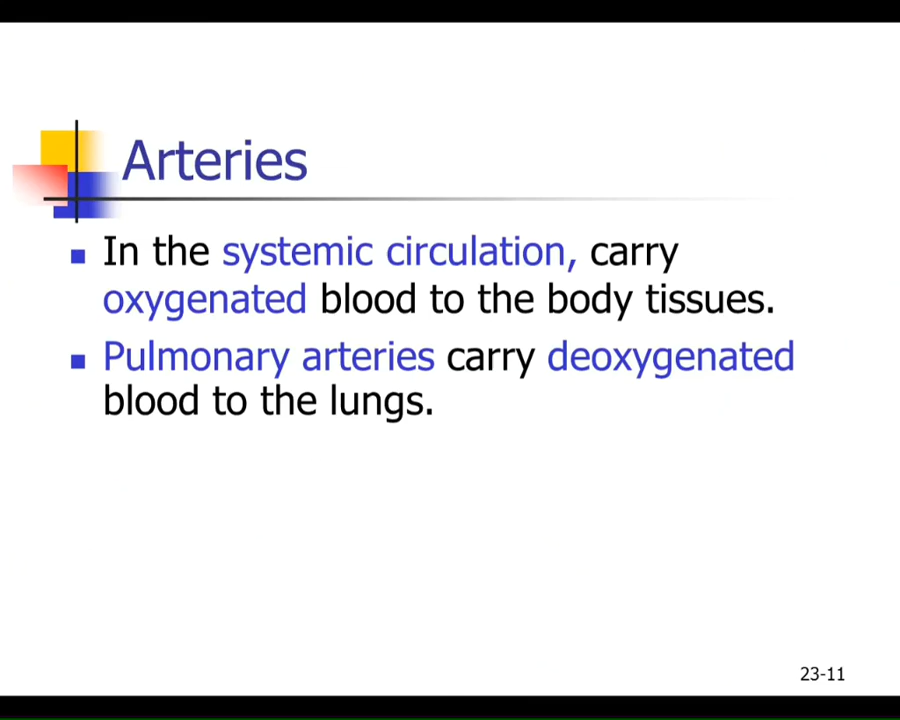 Arteries
In the systemic circulation, carry
oxygenated blood to the body tissues.
Pulmonary arteries carry deoxygenated
blood to the lungs.
23-11